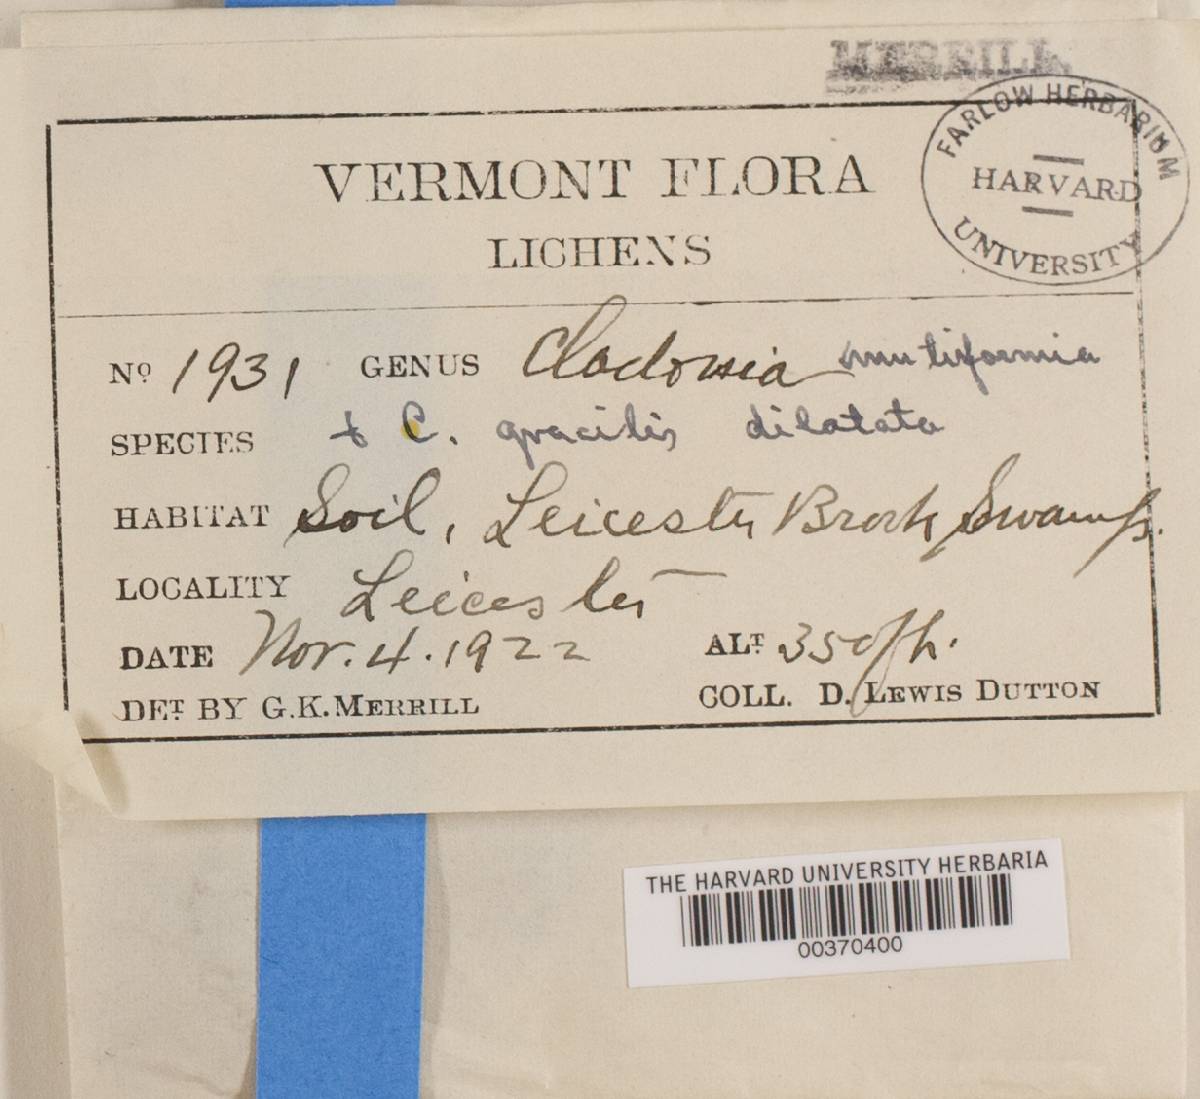 MERRILL.
FARLOW HERBARIUM
HARVARD
UNIVERSITY
VERMONT FLORA
LICHENS
No 1931 GENUS Cladonia multiformia
SPECIES + C. gracilis dilatata
HABITAT Soil, Leicester Brook Swamp.
LOCALITY Leicester
DATE Nov. 4. 1922 ALT 350 ft.
DET BY G.K. MERRILL COLL. D. LEWIS DUTTON
THE HARVARD UNIVERSITY HERBARIA
00370400